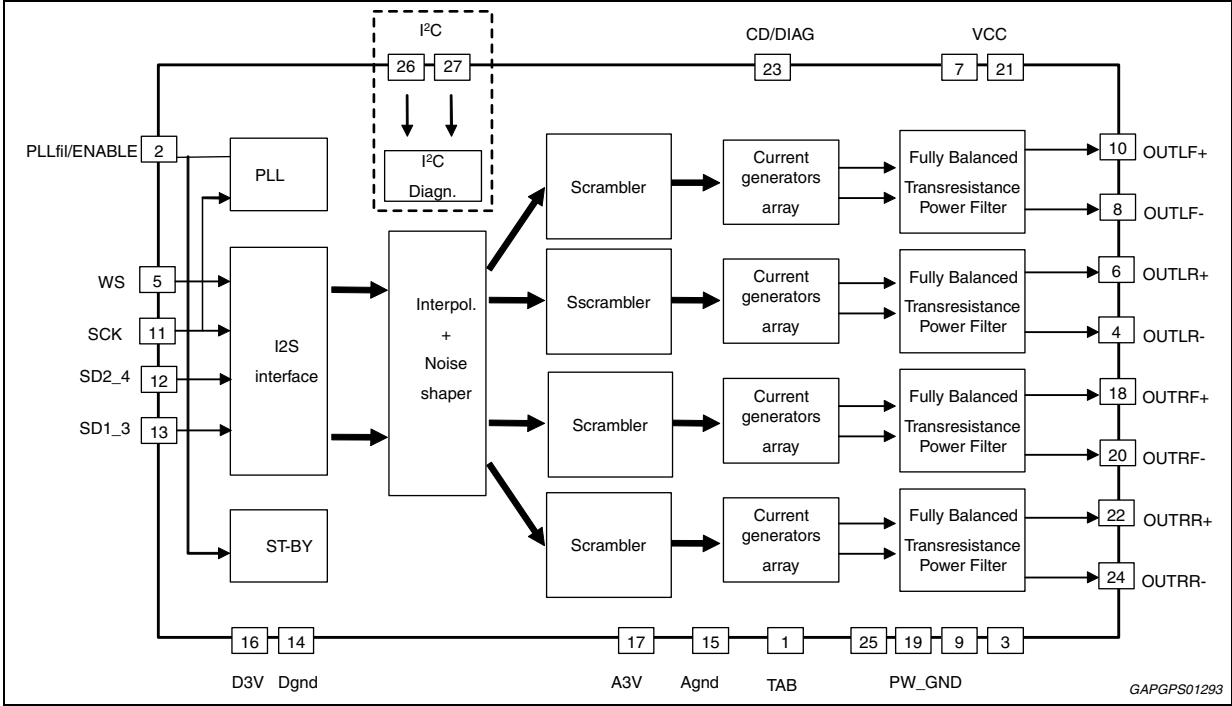 I²C
CD/DIAG
VCC
26
27
23
7
21
PLLfil/ENABLE
2
PLL
I²C
Diagn.
Scrambler
Current
generators
array
Fully Balanced
Transresistance
Power Filter
10
OUTLF+
8
OUTLF-
WS
5
SCK
11
SD2_4
12
SD1_3
13
I2S
interface
Interpol.
+
Noise
shaper
Sscrambler
Current
generators
array
Fully Balanced
Transresistance
Power Filter
6
OUTLR+
4
OUTLR-
Scrambler
Current
generators
array
Fully Balanced
Transresistance
Power Filter
18
OUTRF+
20
OUTRF-
ST-BY
Scrambler
Current
generators
array
Fully Balanced
Transresistance
Power Filter
22
OUTRR+
24
OUTRR-
16
14
17
15
1
25
19
9
3
D3V
Dgnd
A3V
Agnd
TAB
PW_GND
GAPGPS01293